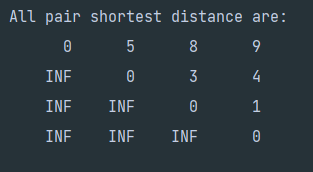 All pair shortest distance are:
0 5 8 9
INF 0 3 4
INF INF 0 1
INF INF INF 0